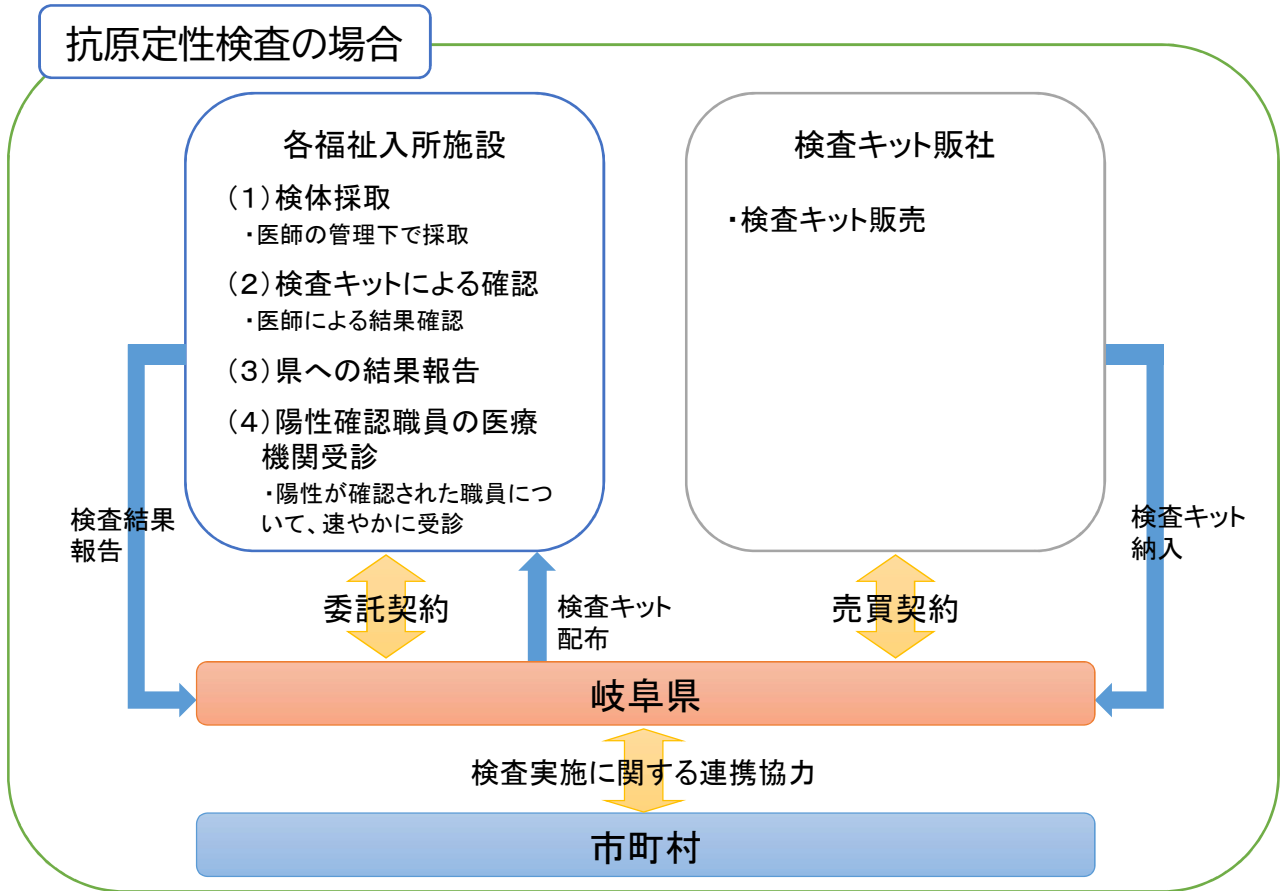 抗原定性検査の場合
各福祉入所施設
（１）検体採取
・医師の管理下で採取
（２）検査キットによる確認
・医師による結果確認
（３）県への結果報告
（４）陽性確認職員の医療
機関受診
・陽性が確認された職員につ
いて、速やかに受診
検査キット販社
・検査キット販売
検査結果
報告
検査キット
納入
委託契約
検査キット
配布
売買契約
岐阜県
検査実施に関する連携協力
市町村